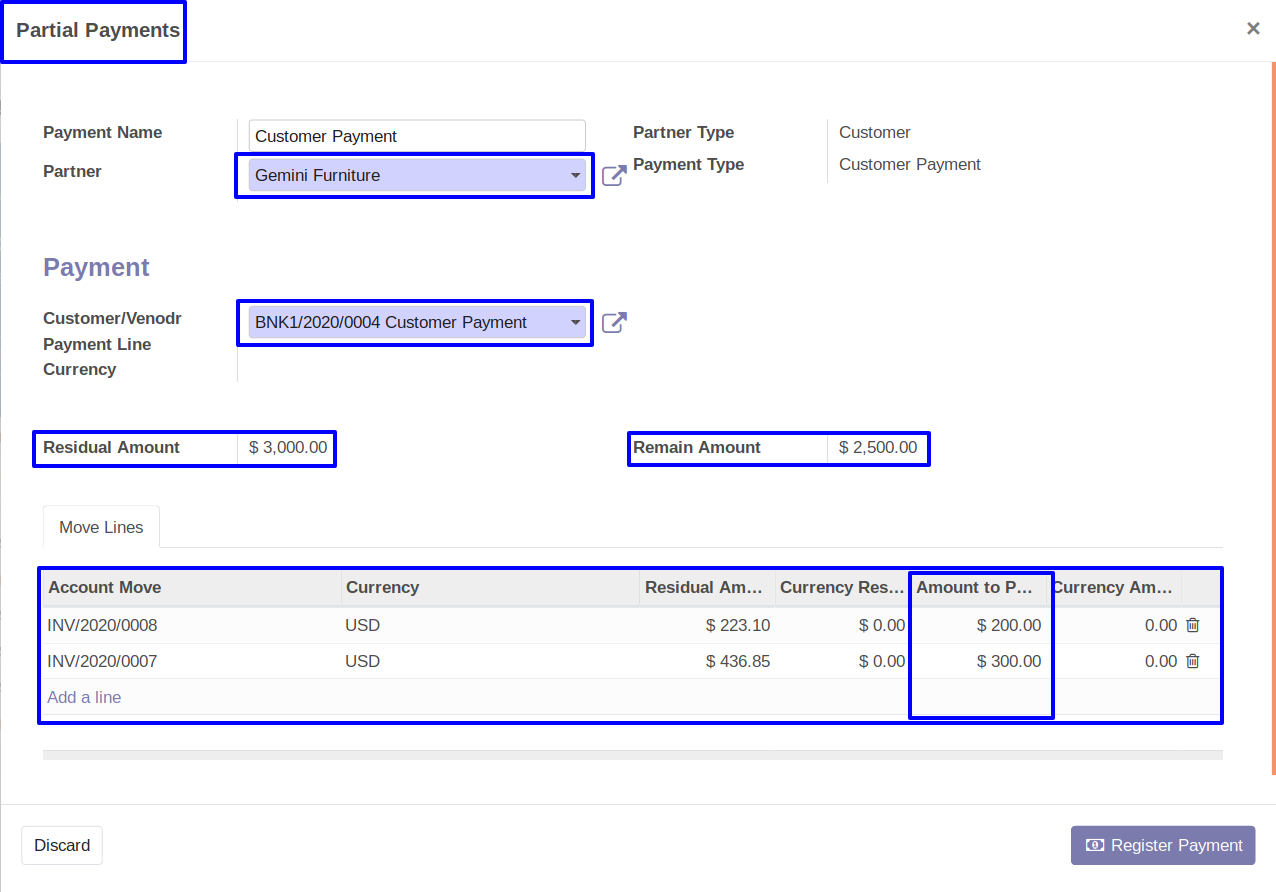 Partial Payments
×
Payment Name
Customer Payment
Partner Type
Customer
Partner
Gemini Furniture
Payment Type
Customer Payment
Payment
Customer/Venodr
Payment Line
BNK1/2020/0004 Customer Payment
Currency
Residual Amount
$ 3,000.00
Remain Amount
$ 2,500.00
Move Lines
Account Move Currency Residual Am... Currency Res... Amount to P... Currency Am...
INV/2020/0008 USD $ 223.10 $ 0.00 $ 200.00 0.00
INV/2020/0007 USD $ 436.85 $ 0.00 $ 300.00 0.00
Add a line
Discard
Register Payment